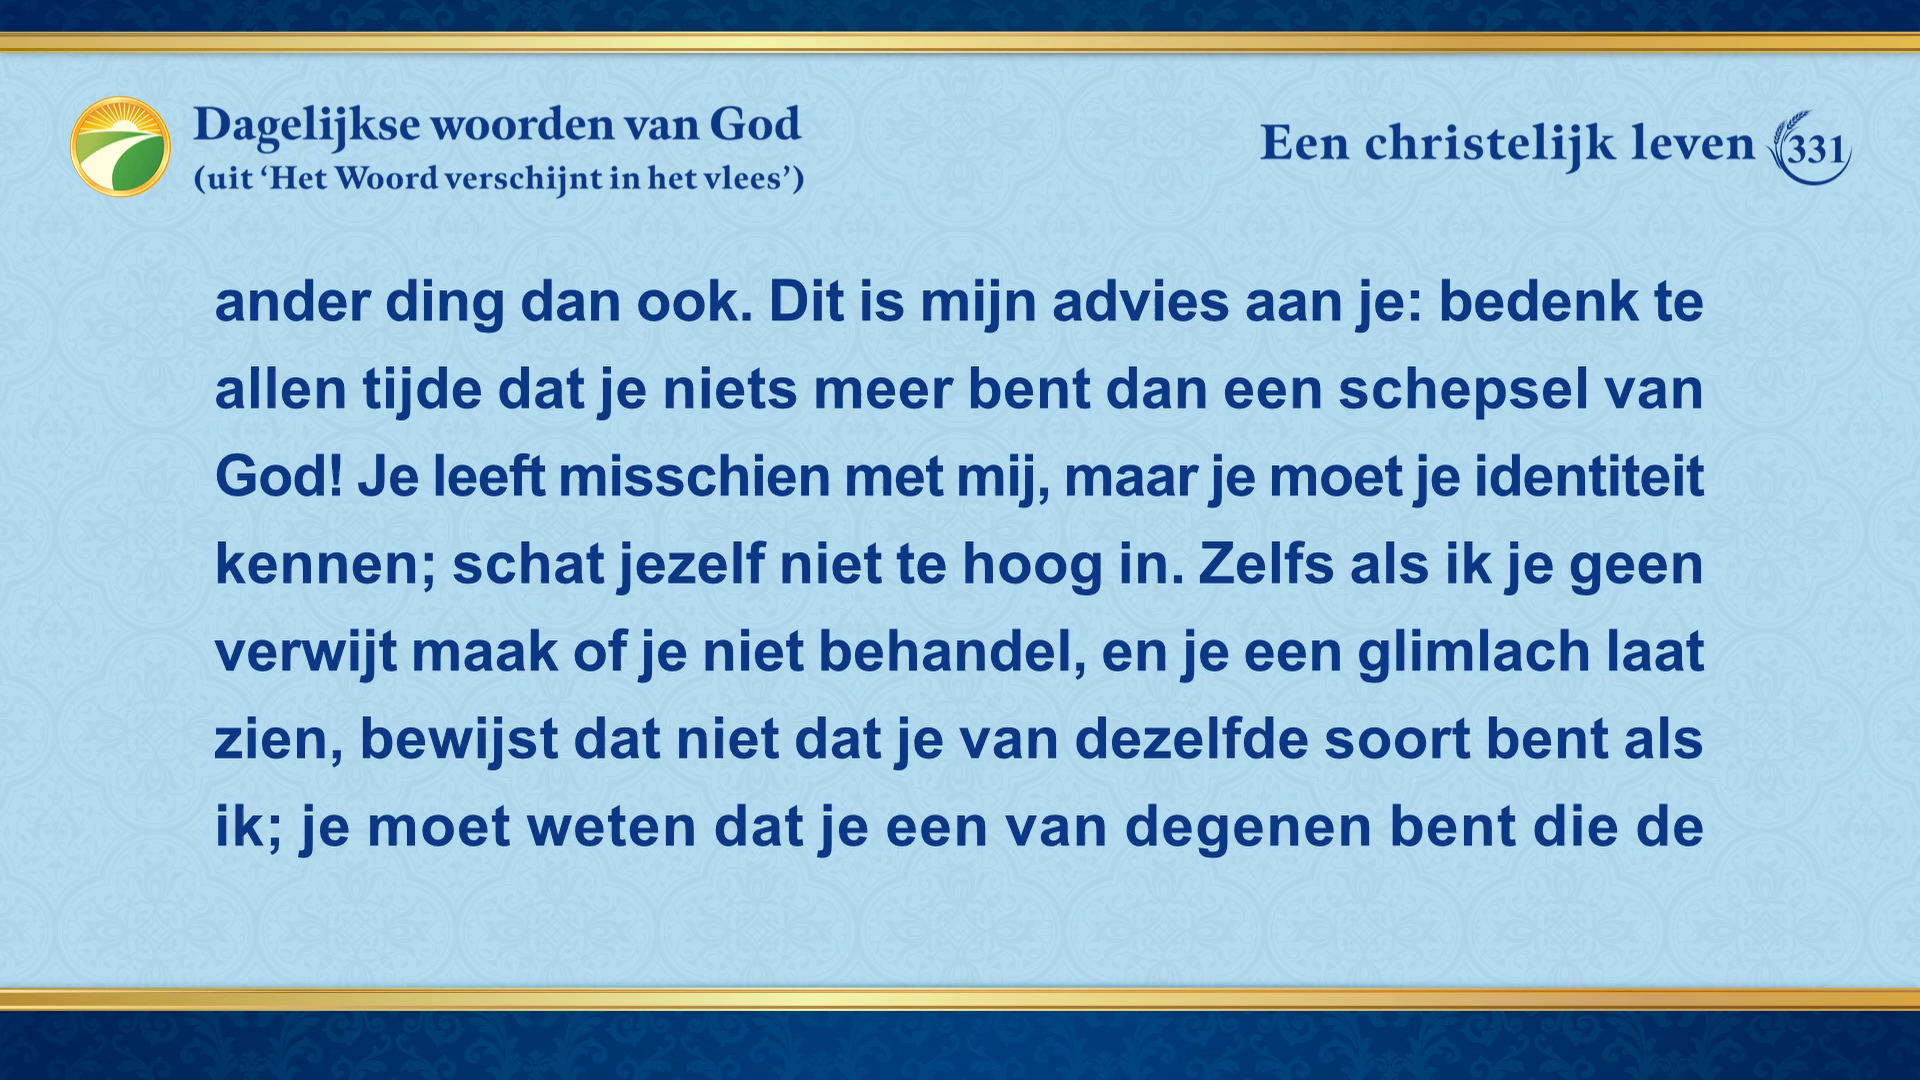 Dagelijkse woorden van God
(uit ‘Het Woord verschijnt in het vlees’)
Een christelijk leven 331
ander ding dan ook. Dit is mijn advies aan je: bedenk te
allen tijde dat je niets meer bent dan een schepsel van
God! Je leeft misschien met mij, maar je moet je identiteit
kennen; schat jezelf niet te hoog in. Zelfs als ik je geen
verwijt maak of je niet behandel, en je een glimlach laat
zien, bewijst dat niet dat je van dezelfde soort bent als
ik; je moet weten dat je een van degenen bent die de